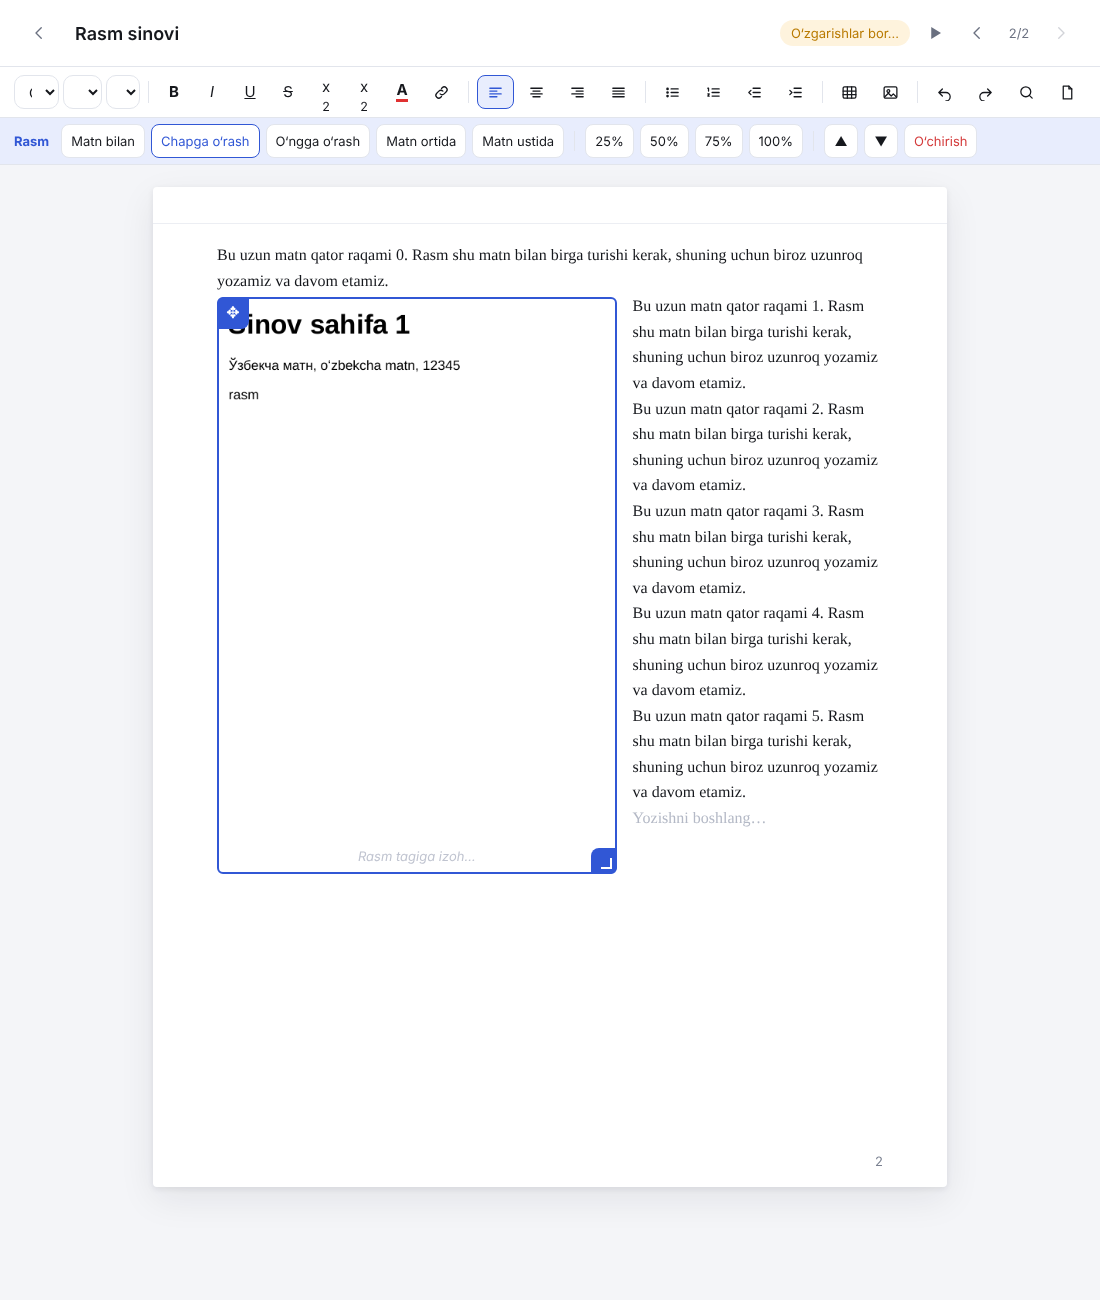 Rasm sinovi
O‘zgarishlar bor...
2/2
B I U S x2 x2 A
Rasm
Matn bilan
Chapga o‘rash
O‘ngga o‘rash
Matn ortida
Matn ustida
25%
50%
75%
100%
▲
▼
O‘chirish
Bu uzun matn qator raqami 0. Rasm shu matn bilan birga turishi kerak, shuning uchun biroz uzunroq
yozamiz va davom etamiz.
Sinov sahifa 1
Ўзбекча матн, o‘zbekcha matn, 12345
rasm
Rasm tagiga izoh...
Bu uzun matn qator raqami 1. Rasm
shu matn bilan birga turishi kerak,
shuning uchun biroz uzunroq yozamiz
va davom etamiz.
Bu uzun matn qator raqami 2. Rasm
shu matn bilan birga turishi kerak,
shuning uchun biroz uzunroq yozamiz
va davom etamiz.
Bu uzun matn qator raqami 3. Rasm
shu matn bilan birga turishi kerak,
shuning uchun biroz uzunroq yozamiz
va davom etamiz.
Bu uzun matn qator raqami 4. Rasm
shu matn bilan birga turishi kerak,
shuning uchun biroz uzunroq yozamiz
va davom etamiz.
Bu uzun matn qator raqami 5. Rasm
shu matn bilan birga turishi kerak,
shuning uchun biroz uzunroq yozamiz
va davom etamiz.
Yozishni boshlang…
2